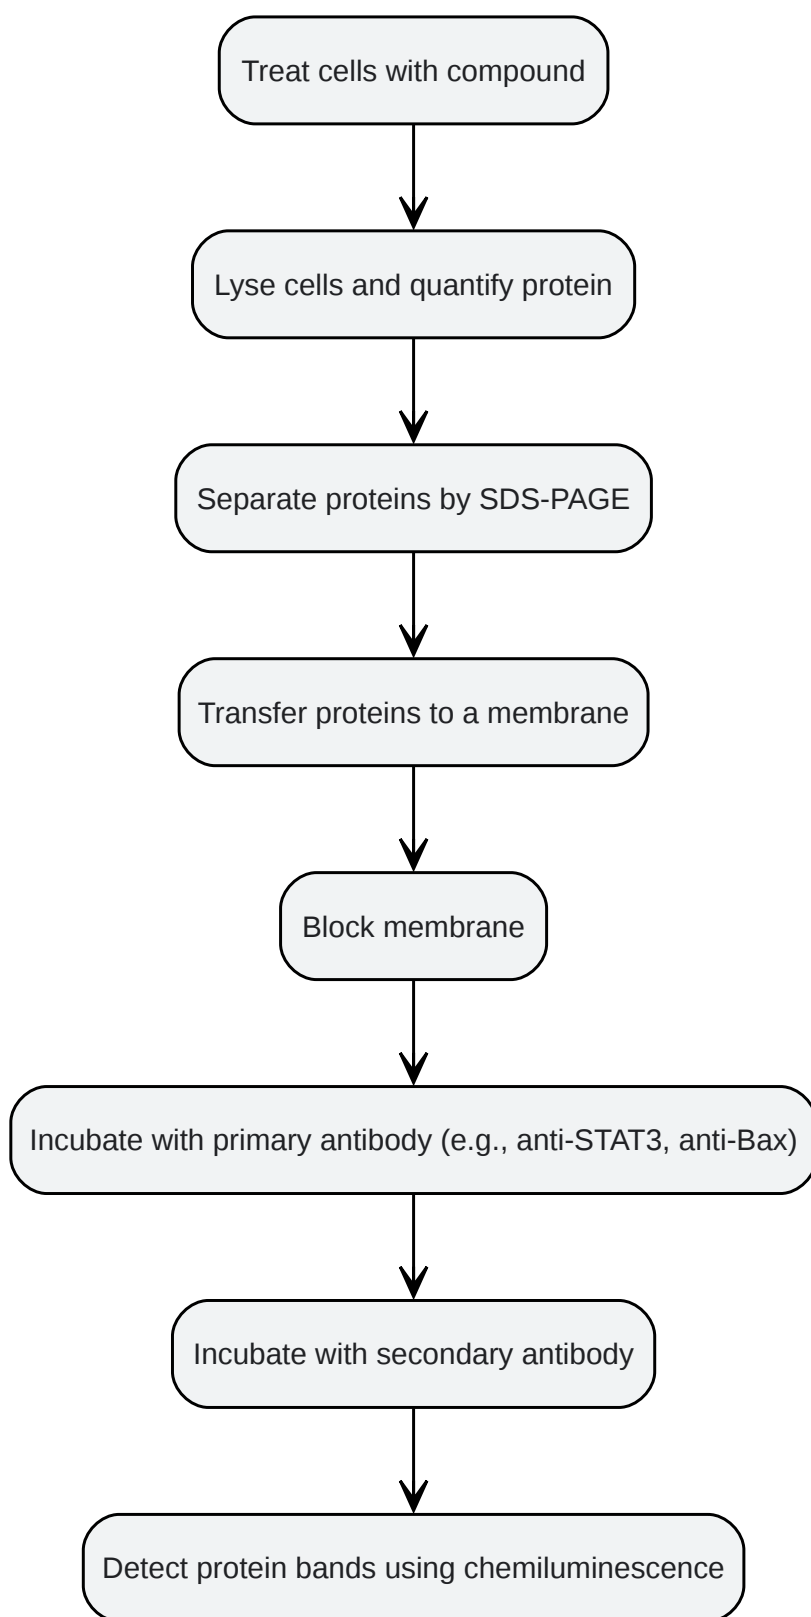 Treat cells with compound
Lyse cells and quantify protein
Separate proteins by SDS-PAGE
Transfer proteins to a membrane
Block membrane
Incubate with primary antibody (e.g., anti-STAT3, anti-Bax)
Incubate with secondary antibody
Detect protein bands using chemiluminescence